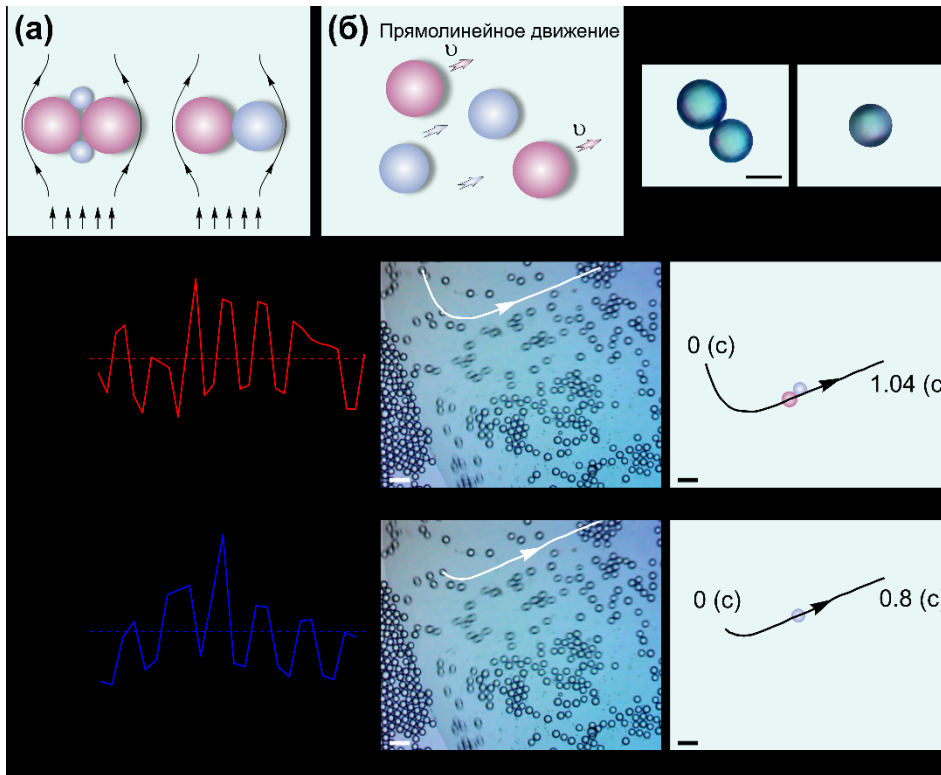 (а)
(б)
Прямолинейное движение
υ
υ
0 (с)
1.04 (с
0 (с)
0.8 (с)